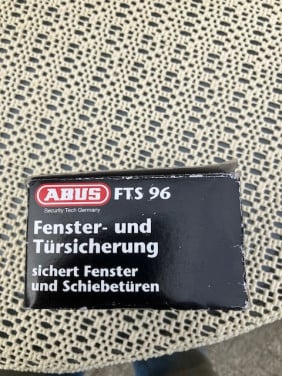 ABUS FTS 96
Security Tech Germany
Fenster- und
Türsicherung
sichert Fenster
und Schiebetüren